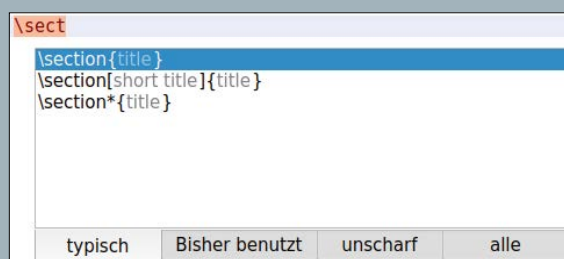 \sect
\section{title}
\section[short title]{title}
\section*{title}
typisch Bisher benutzt unscharf alle